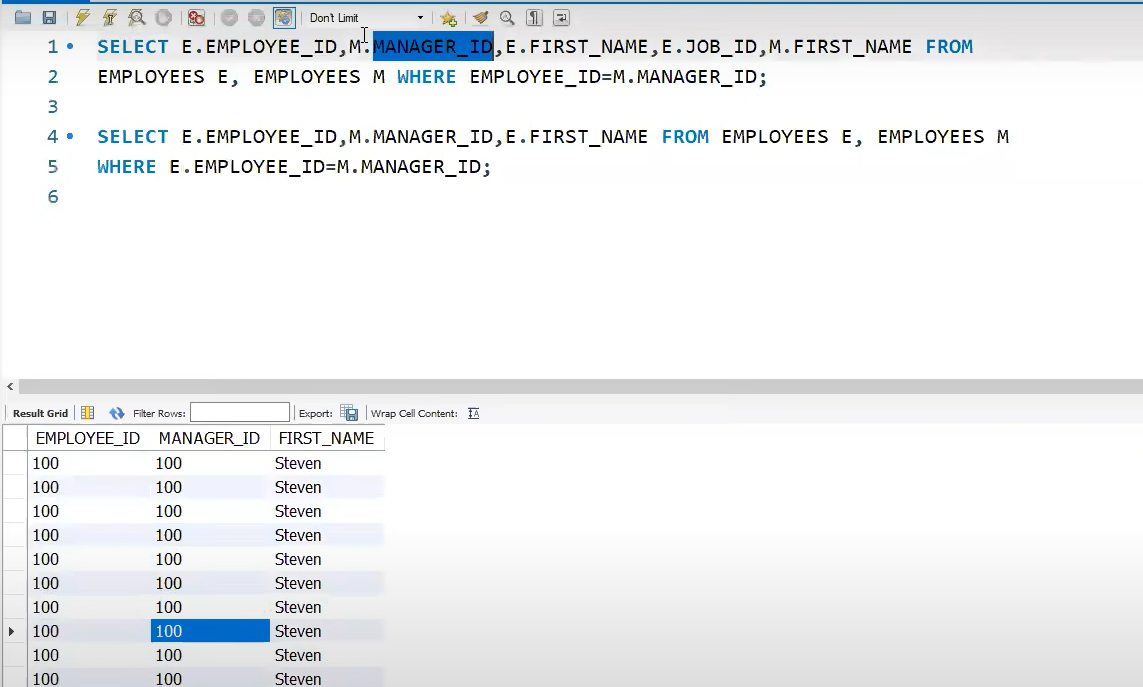 Don't Limit
1 SELECT E.EMPLOYEE_ID,M.MANAGER_ID,E.FIRST_NAME,E.JOB_ID,M.FIRST_NAME FROM
2 EMPLOYEES E, EMPLOYEES M WHERE EMPLOYEE_ID=M.MANAGER_ID;
3
4 SELECT E.EMPLOYEE_ID,M.MANAGER_ID,E.FIRST_NAME FROM EMPLOYEES E, EMPLOYEES M
5 WHERE E.EMPLOYEE_ID=M.MANAGER_ID;
6
Result Grid Filter Rows: Export: Wrap Cell Content: IA
EMPLOYEE_ID MANAGER_ID FIRST_NAME
100 100 Steven
100 100 Steven
100 100 Steven
100 100 Steven
100 100 Steven
100 100 Steven
100 100 Steven
100 100 Steven
100 100 Steven
100 100 Steven